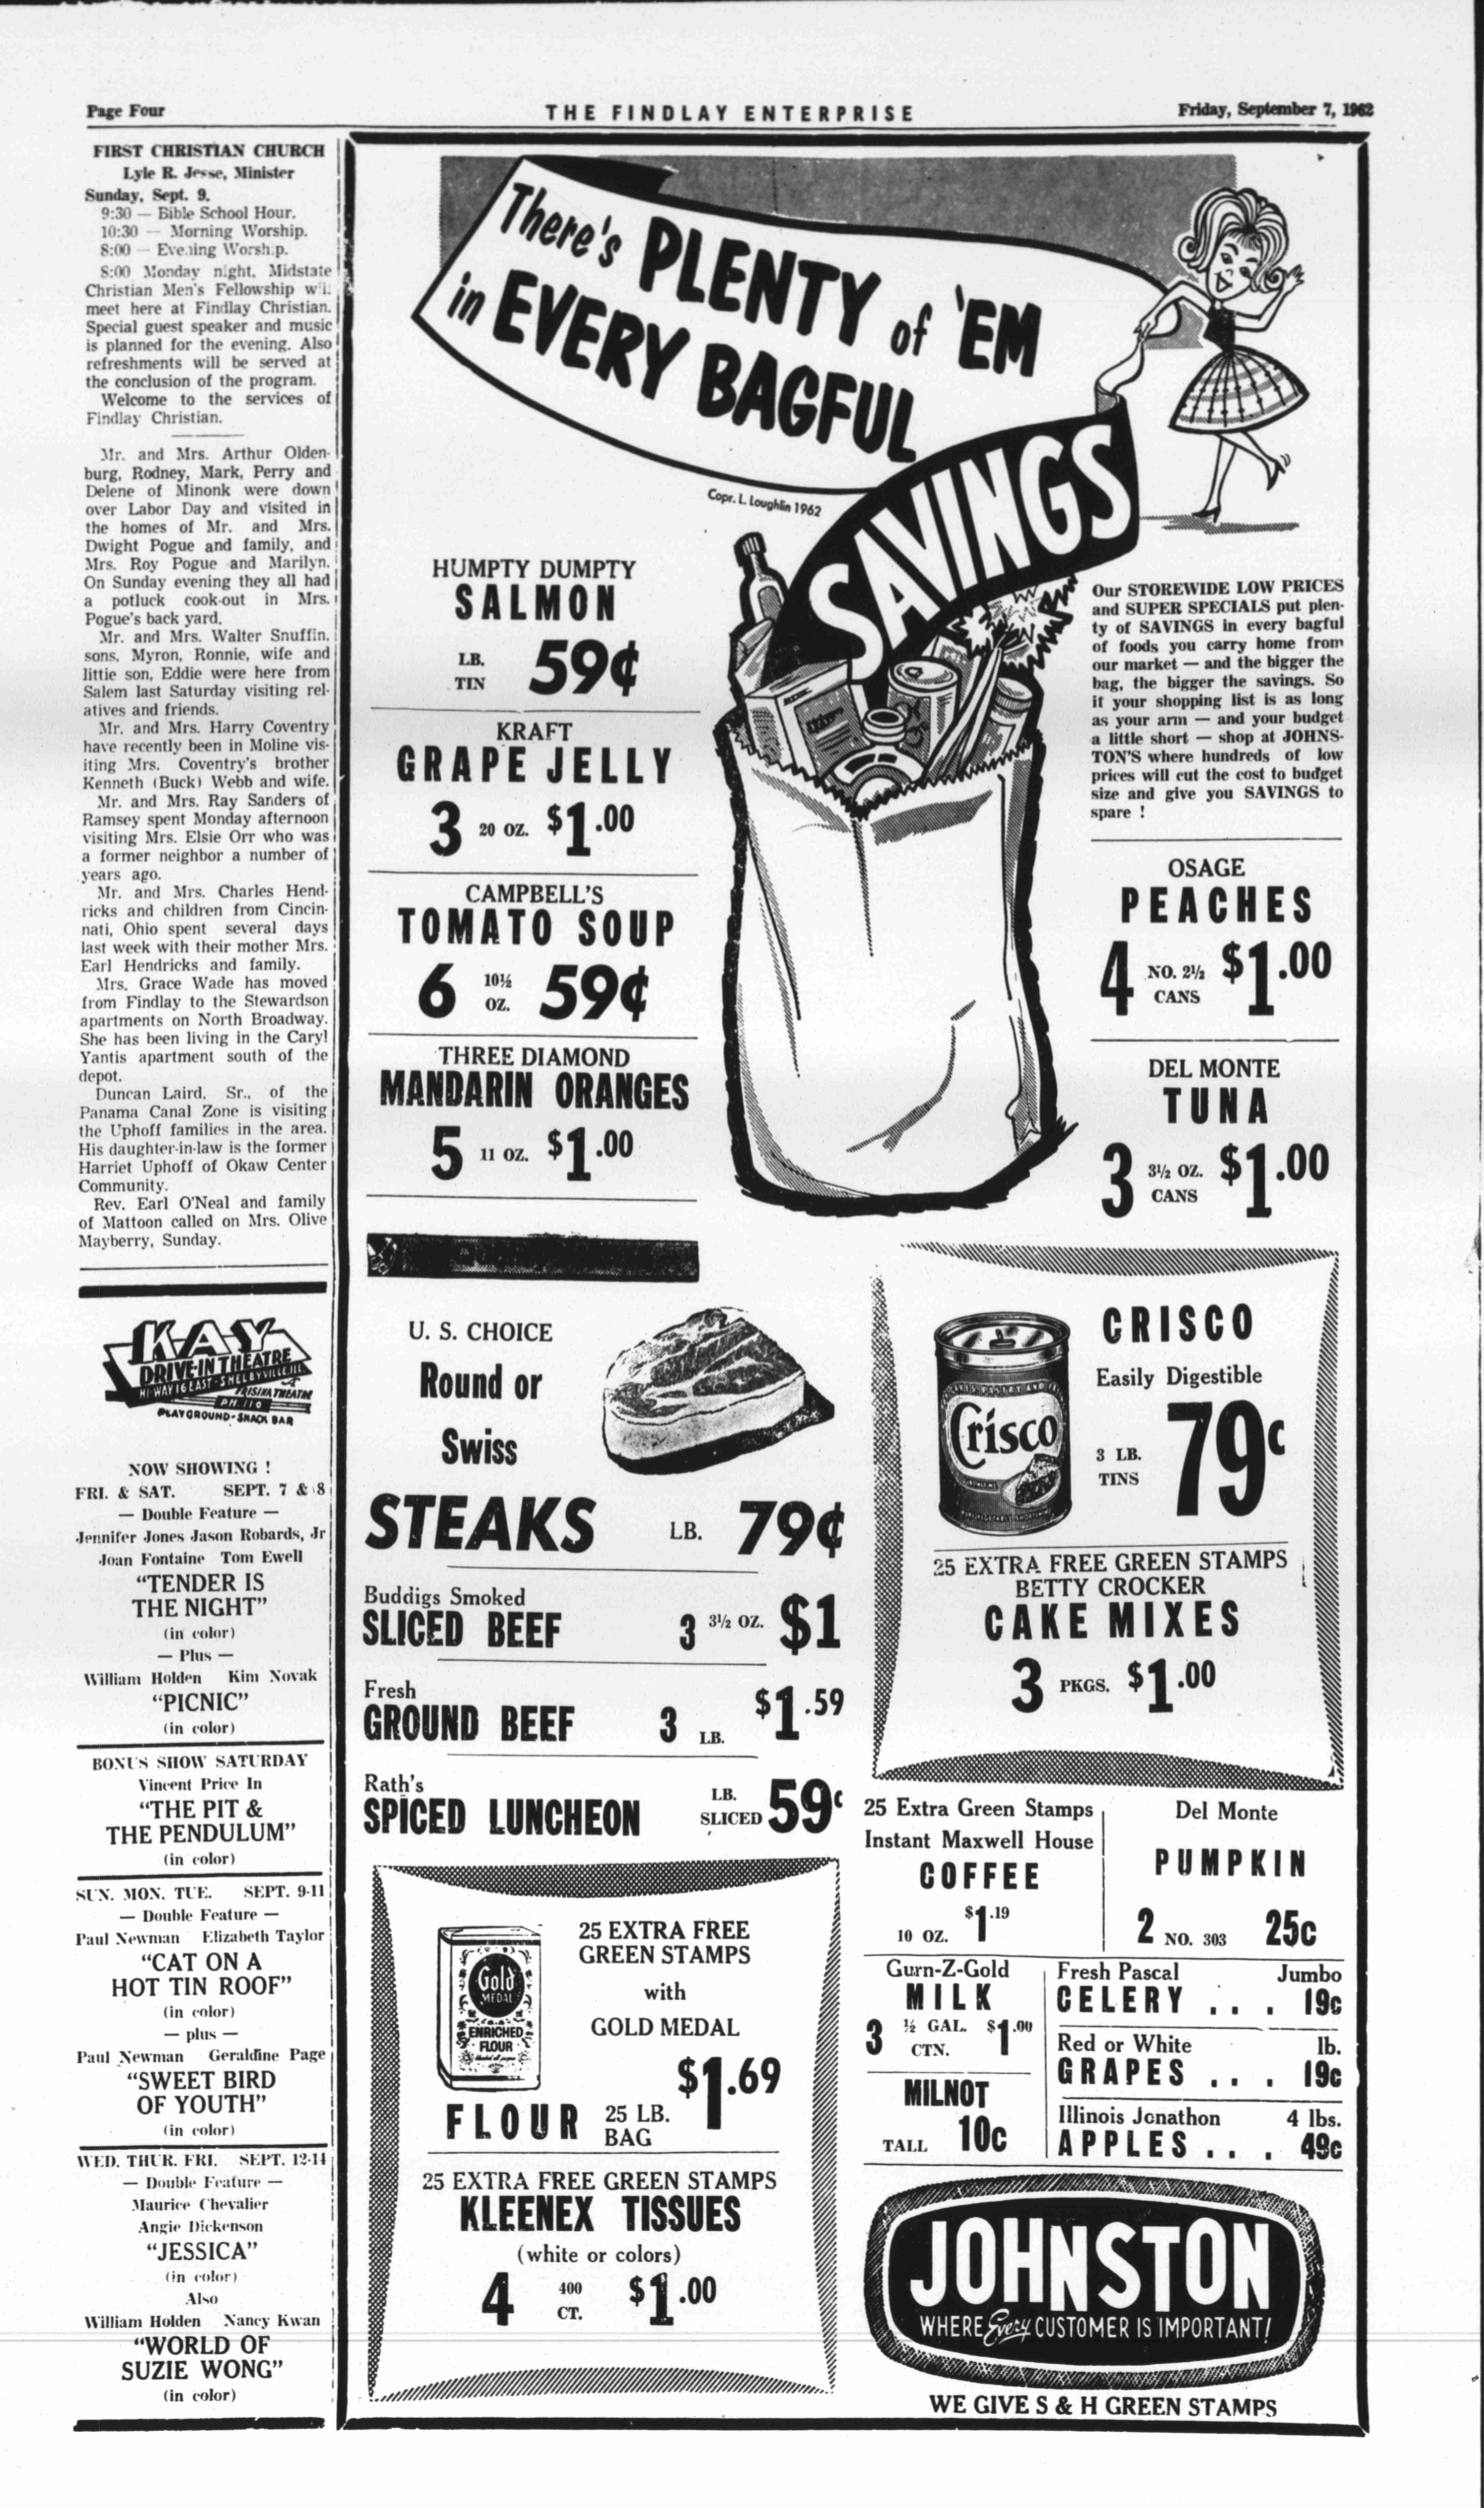 Page Four
THE FINDLAY ENTERPRISE
Friday, September 7, 1962
FIRST CHRISTIAN CHURCH
Lyle R. Jesse, Minister
Sunday, Sept. 9.
9:30 — Bible School Hour.
10:30 — Morning Worship.
8:00 — Evening Worship.
8:00 Monday night, Midstate
Christian Men's Fellowship
meet here at Findlay Christian.
Special guest speaker and music
is planned for the evening. Also
refreshments will be served at
the conclusion of the program.
Welcome to the services of
Findlay Christian.
Mr. and Mrs. Arthur Olden-
burg, Rodney, Mark, Perry and
Delene of Minonk were down
over Labor Day and visited in
the homes of Mr. and Mrs.
Dwight Pogue and family, and
Mrs. Roy Pogue and Marilyn.
On Sunday evening they all had
a potluck cook-out in Mrs.
Pogue's back yard.
Mr. and Mrs. Walter Snuffin,
sons, Myron, Ronnie, wife and
little son, Eddie were here from
Salem last Saturday visiting rel-
atives and friends.
Mr. and Mrs. Harry Coventry
have recently been in Moline vis-
iting Mrs. Coventry's brother
Kenneth (Buck) Webb and wife.
Mr. and Mrs. Ray Sanders of
Ramsey spent Monday afternoon
visiting Mrs. Elsie Orr who was
a former neighbor a number of
years ago.
Mr. and Mrs. Charles Hend-
ricks and children from Cincin-
nati, Ohio spent several days
last week with their mother Mrs.
Earl Hendricks and family.
Mrs. Grace Wade has moved
from Findlay to the Stewardson
apartments on North Broadway.
She has been living in the Caryl
Yantis apartment south of the
depot.
Duncan Laird, Sr., of the
Panama Canal Zone is visiting
the Uphoff families in the area.
His daughter-in-law is the former
Harriet Uphoff of Okaw Center
Community.
Rev. Earl O'Neal and family
of Mattoon called on Mrs. Olive
Mayberry, Sunday.
KAY
DRIVE-IN THEATRE
HI-WAY 16 EAST - SHELBYVILLE ILL
A FRISINA THEATRE
PH. 110
PLAYGROUND - SNACK BAR
NOW SHOWING !
FRI. & SAT. SEPT. 7 & 8
— Double Feature —
Jennifer Jones Jason Robards, Jr
Joan Fontaine Tom Ewell
"TENDER IS
THE NIGHT"
(in color)
— Plus —
William Holden Kim Novak
"PICNIC"
(in color)
BONUS SHOW SATURDAY
Vincent Price In
"THE PIT &
THE PENDULUM"
(in color)
SUN. MON. TUE. SEPT. 9-11
— Double Feature —
Paul Newman Elizabeth Taylor
"CAT ON A
HOT TIN ROOF"
(in color)
— plus —
Paul Newman Geraldine Page
"SWEET BIRD
OF YOUTH"
(in color)
WED. THUR. FRI. SEPT. 12-14
— Double Feature —
Maurice Chevalier
Angie Dickenson
"JESSICA"
(in color)
Also
William Holden Nancy Kwan
"WORLD OF
SUZIE WONG"
(in color)
There's PLENTY of 'EM
in EVERY BAGFUL
SAVINGS
Copr. L. Loughlin 1962
HUMPTY DUMPTY
SALMON
LB.
TIN 59¢
KRAFT
GRAPE JELLY
3 20 OZ. $1.00
CAMPBELL'S
TOMATO SOUP
6 10½ OZ. 59¢
THREE DIAMOND
MANDARIN ORANGES
5 11 OZ. $1.00
Our STOREWIDE LOW PRICES
and SUPER SPECIALS put plen-
ty of SAVINGS in every bagful
of foods you carry home from
our market — and the bigger the
bag, the bigger the savings. So
if your shopping list is as long
as your arm — and your budget
a little short — shop at JOHNS-
TON'S where hundreds of low
prices will cut the cost to budget
size and give you SAVINGS to
spare !
OSAGE
PEACHES
4 NO. 2½ CANS $1.00
DEL MONTE
TUNA
3 3½ OZ. CANS $1.00
U. S. CHOICE
Round or
Swiss
STEAKS LB. 79¢
Buddigs Smoked
SLICED BEEF 3 3½ OZ. $1
Fresh
GROUND BEEF 3 LB. $1.59
Rath's
SPICED LUNCHEON LB. SLICED 59c
Crisco
CRISCO
Easily Digestible
3 LB.
TINS 79c
25 EXTRA FREE GREEN STAMPS
BETTY CROCKER
CAKE MIXES
3 PKGS. $1.00
Gold
MEDAL
ENRICHED
FLOUR
25 EXTRA FREE
GREEN STAMPS
with
GOLD MEDAL
$1.69
FLOUR 25 LB.
BAG
25 EXTRA FREE GREEN STAMPS
KLEENEX TISSUES
(white or colors)
4 400 CT. $1.00
25 Extra Green Stamps
Instant Maxwell House
COFFEE
10 OZ. $1.19
Del Monte
PUMPKIN
2 NO. 303 25c
Gurn-Z-Gold
MILK
3 ½ GAL. CTN. $1.00
MILNOT
TALL 10c
Fresh Pascal Jumbo
CELERY . . . 19c
Red or White lb.
GRAPES . . . 19c
Illinois Jonathon 4 lbs.
APPLES . . . 49c
JOHNSTON
WHERE Every CUSTOMER IS IMPORTANT!
WE GIVE S & H GREEN STAMPS